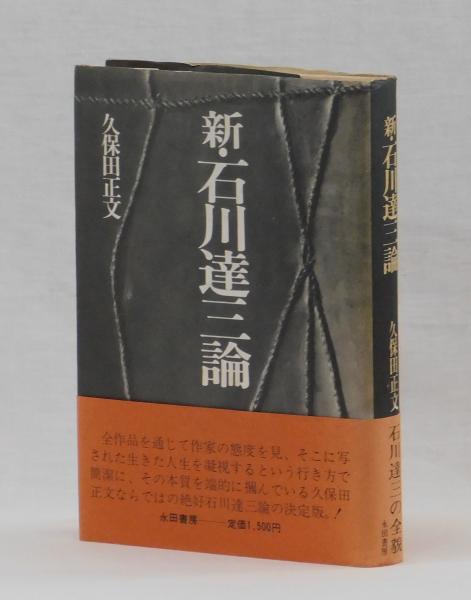 新・石川達三論
久保田正文
全作品を通じて作家の態度を見、そこに写
された生きた人生を凝視するという行き方で
簡潔に、その本質を端的に摑んでいる久保田
正文ならではの絶好石川達三論の決定版。!
永田書房——定価1,500円
新・石川達三論
久保田正文
石川達三の全貌
永田書房